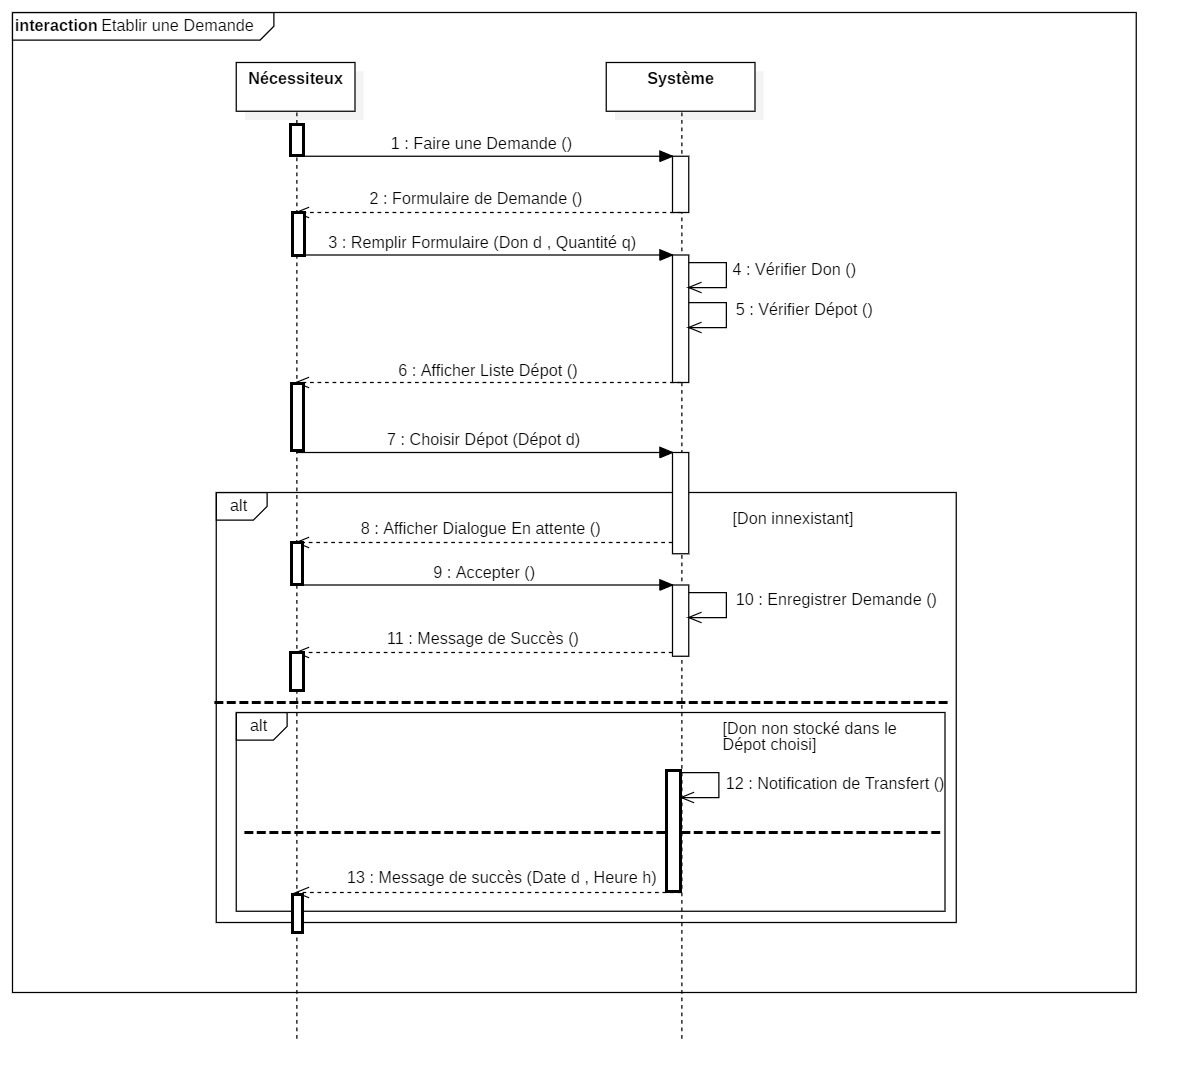 interaction Etablir une Demande
Nécessiteux
Système
1 : Faire une Demande ()
2 : Formulaire de Demande ()
3 : Remplir Formulaire (Don d , Quantité q)
4 : Vérifier Don ()
5 : Vérifier Dépot ()
6 : Afficher Liste Dépot ()
7 : Choisir Dépot (Dépot d)
alt
[Don innexistant]
8 : Afficher Dialogue En attente ()
9 : Accepter ()
10 : Enregistrer Demande ()
11 : Message de Succès ()
alt
[Don non stocké dans le
Dépot choisi]
12 : Notification de Transfert ()
13 : Message de succès (Date d , Heure h)